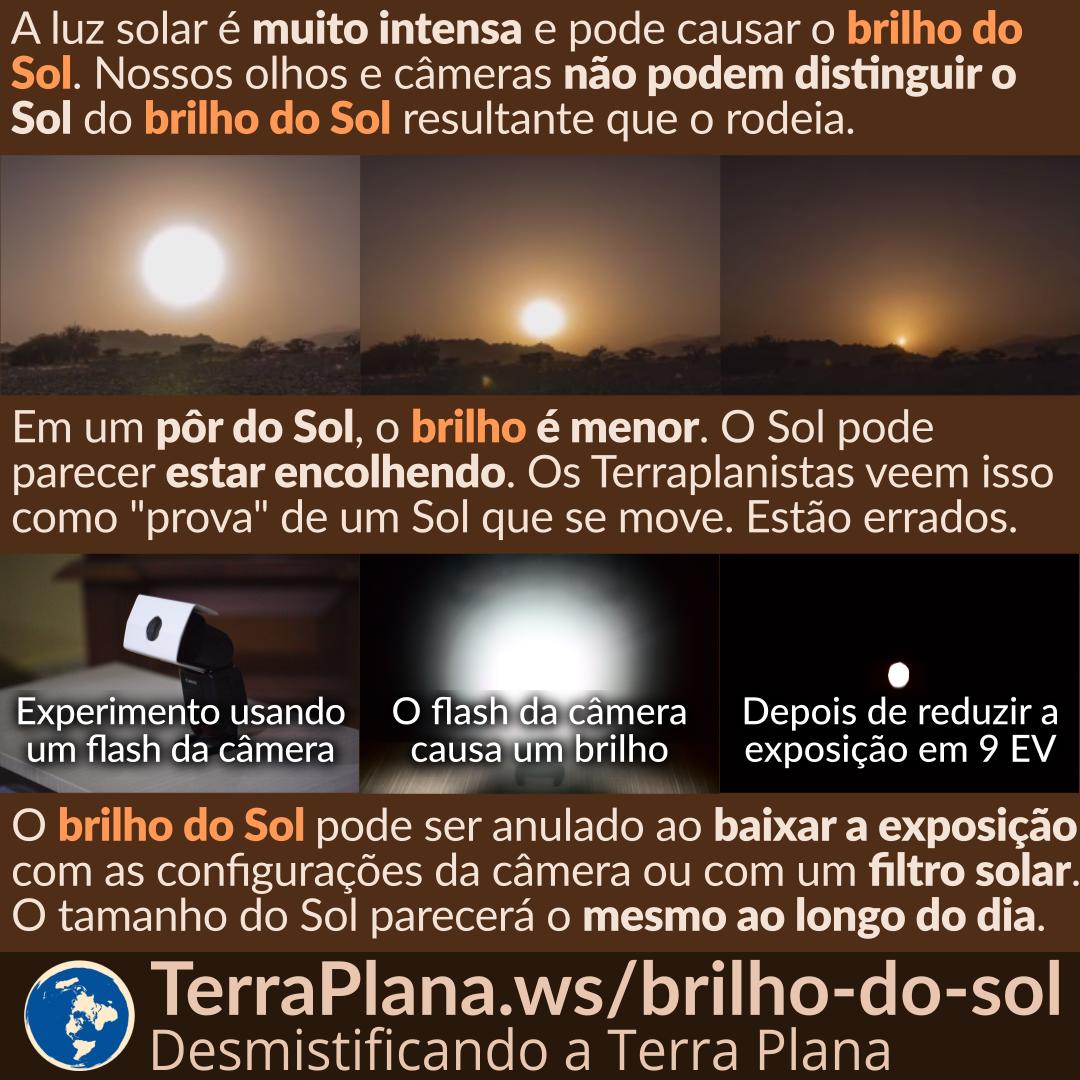 A luz solar é muito intensa e pode causar o brilho do
Sol. Nossos olhos e câmeras não podem distinguir o
Sol do brilho do Sol resultante que o rodeia.
Em um pôr do Sol, o brilho é menor. O Sol pode
parecer estar encolhendo. Os Terraplanistas veem isso
como "prova" de um Sol que se move. Estão errados.
Experimento usando
um flash da câmera
O flash da câmera
causa um brilho
Depois de reduzir a
exposição em 9 EV
O brilho do Sol pode ser anulado ao baixar a exposição
com as configurações da câmera ou com um filtro solar.
O tamanho do Sol parecerá o mesmo ao longo do dia.
TerraPlana.ws/brilho-do-sol
Desmistificando a Terra Plana